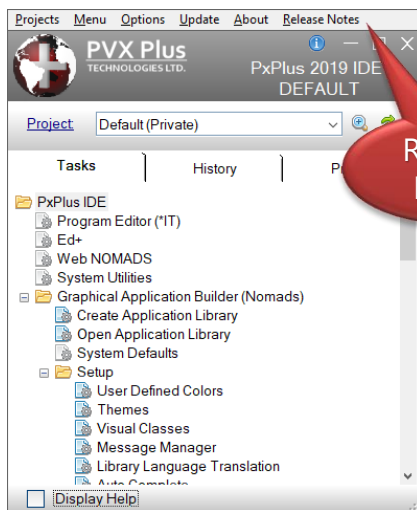 Projects Menu Options Update About Release Notes
PVX Plus
TECHNOLOGIES LTD.
PxPlus 2019 IDE
DEFAULT
Project Default (Private)
Tasks History
PxPlus IDE
Program Editor (*IT)
Ed+
Web NOMADS
System Utilities
Graphical Application Builder (Nomads)
Create Application Library
Open Application Library
System Defaults
Setup
User Defined Colors
Themes
Visual Classes
Message Manager
Library Language Translation
Auto Complete
Display Help